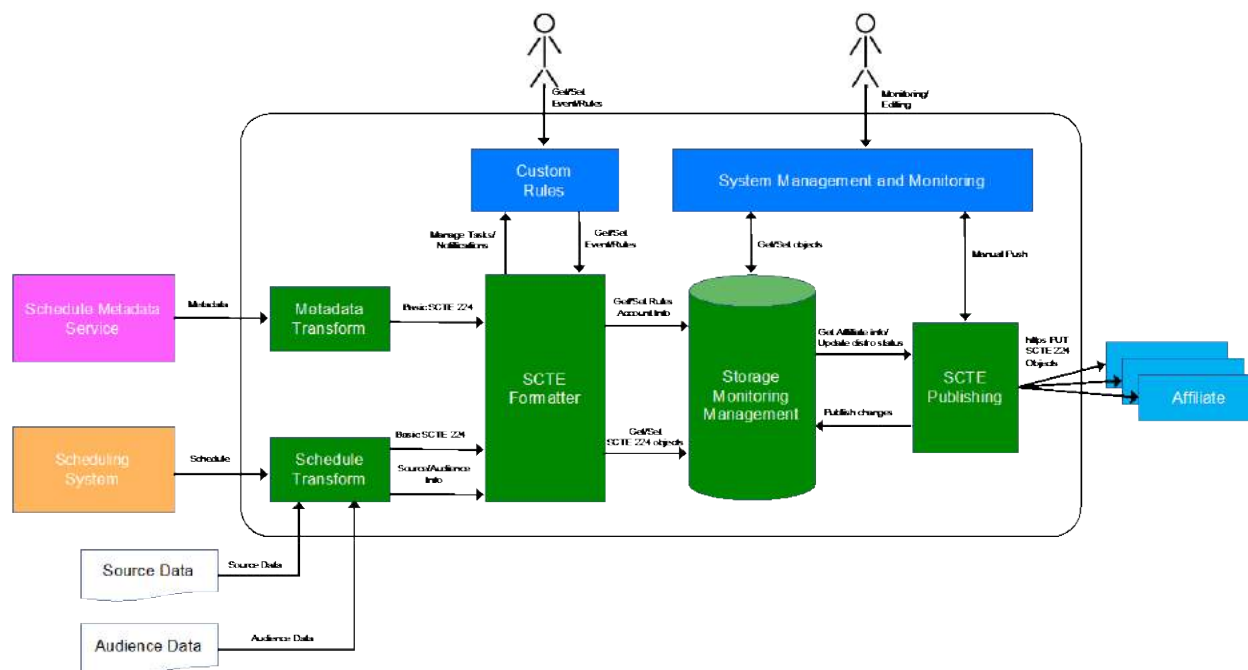 Get/Set
Event/Rules
Monitoring/
Editing
Custom
Rules
System Management and Monitoring
Manage Tasks/
Notifications
Get/Set
Event/Rules
Get/Set objects
Manual Push
Schedule Metadata
Service
Metadata
Metadata
Transform
Basic SCTE 224
SCTE
Formatter
Get/Set Rules
Account Info
Storage
Monitoring
Management
Get Affiliate info/
Update distro status
Publish changes
SCTE
Publishing
https PUT
SCTE 224
Objects
Affiliate
Scheduling
System
Schedule
Schedule
Transform
Basic SCTE 224
Source/Audience
Info
Get/Set
SCTE 224 objects
Source Data
Source Data
Audience Data
Audience Data